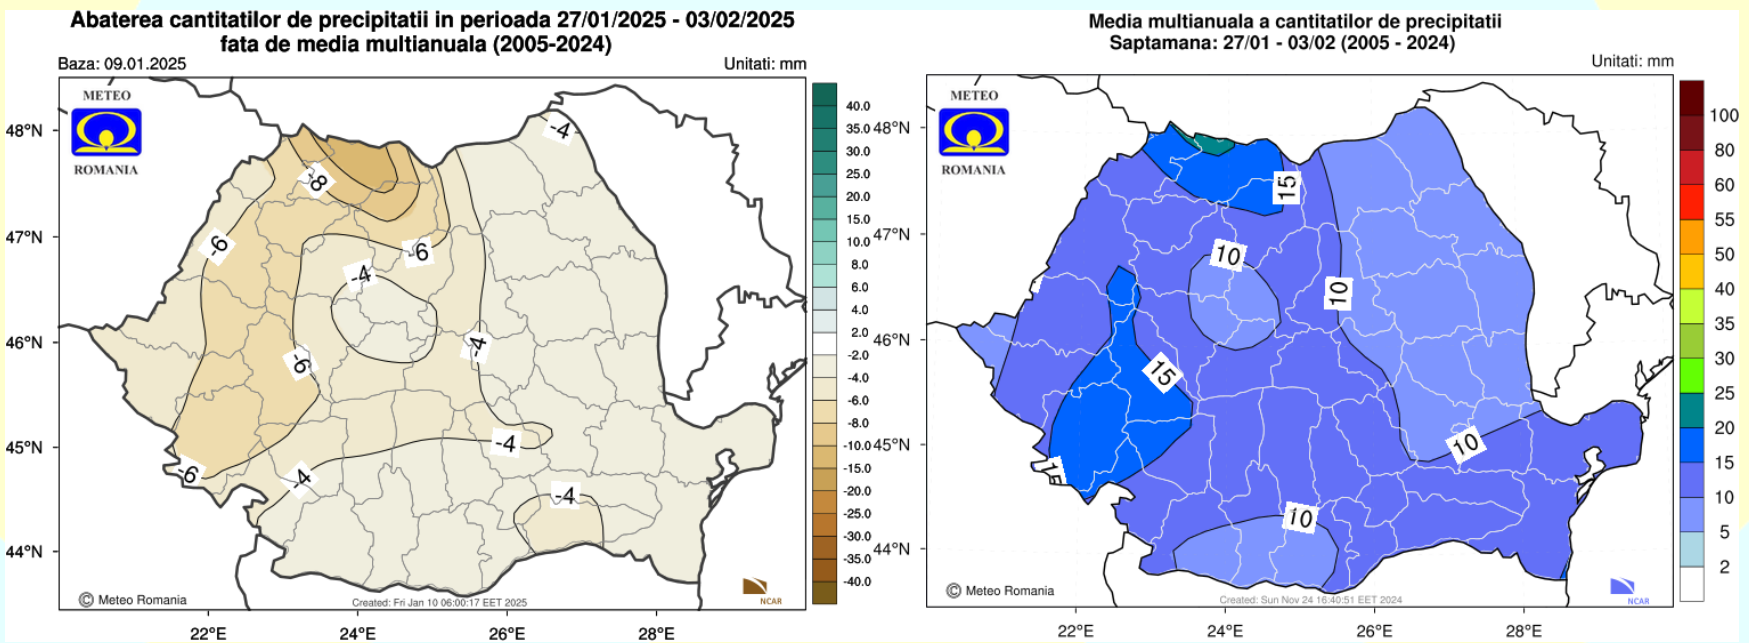 Abaterea cantitatilor de precipitatii in perioada 27/01/2025 - 03/02/2025
fata de media multianuala (2005-2024)
Baza: 09.01.2025
Unitati: mm
METEO
ROMANIA
48°N
47°N
46°N
45°N
44°N
22°E
24°E
26°E
28°E
-4
-8
-6
-6
-4
-6
-4
-4
-6
-4
-4
40.0
35.0
30.0
25.0
20.0
15.0
10.0
8.0
6.0
4.0
2.0
-2.0
-4.0
-6.0
-8.0
-10.0
-15.0
-20.0
-25.0
-30.0
-35.0
-40.0
© Meteo Romania
Created: Fri Jan 10 06:00:17 EET 2025
NCAR
Media multianuala a cantitatilor de precipitatii
Saptamana: 27/01 - 03/02 (2005 - 2024)
Unitati: mm
METEO
ROMANIA
48°N
47°N
46°N
45°N
44°N
22°E
24°E
26°E
28°E
15
10
10
15
10
10
100
80
60
55
50
40
35
30
25
20
15
10
5
2
© Meteo Romania
Created: Sun Nov 24 16:40:51 EET 2024
NCAR